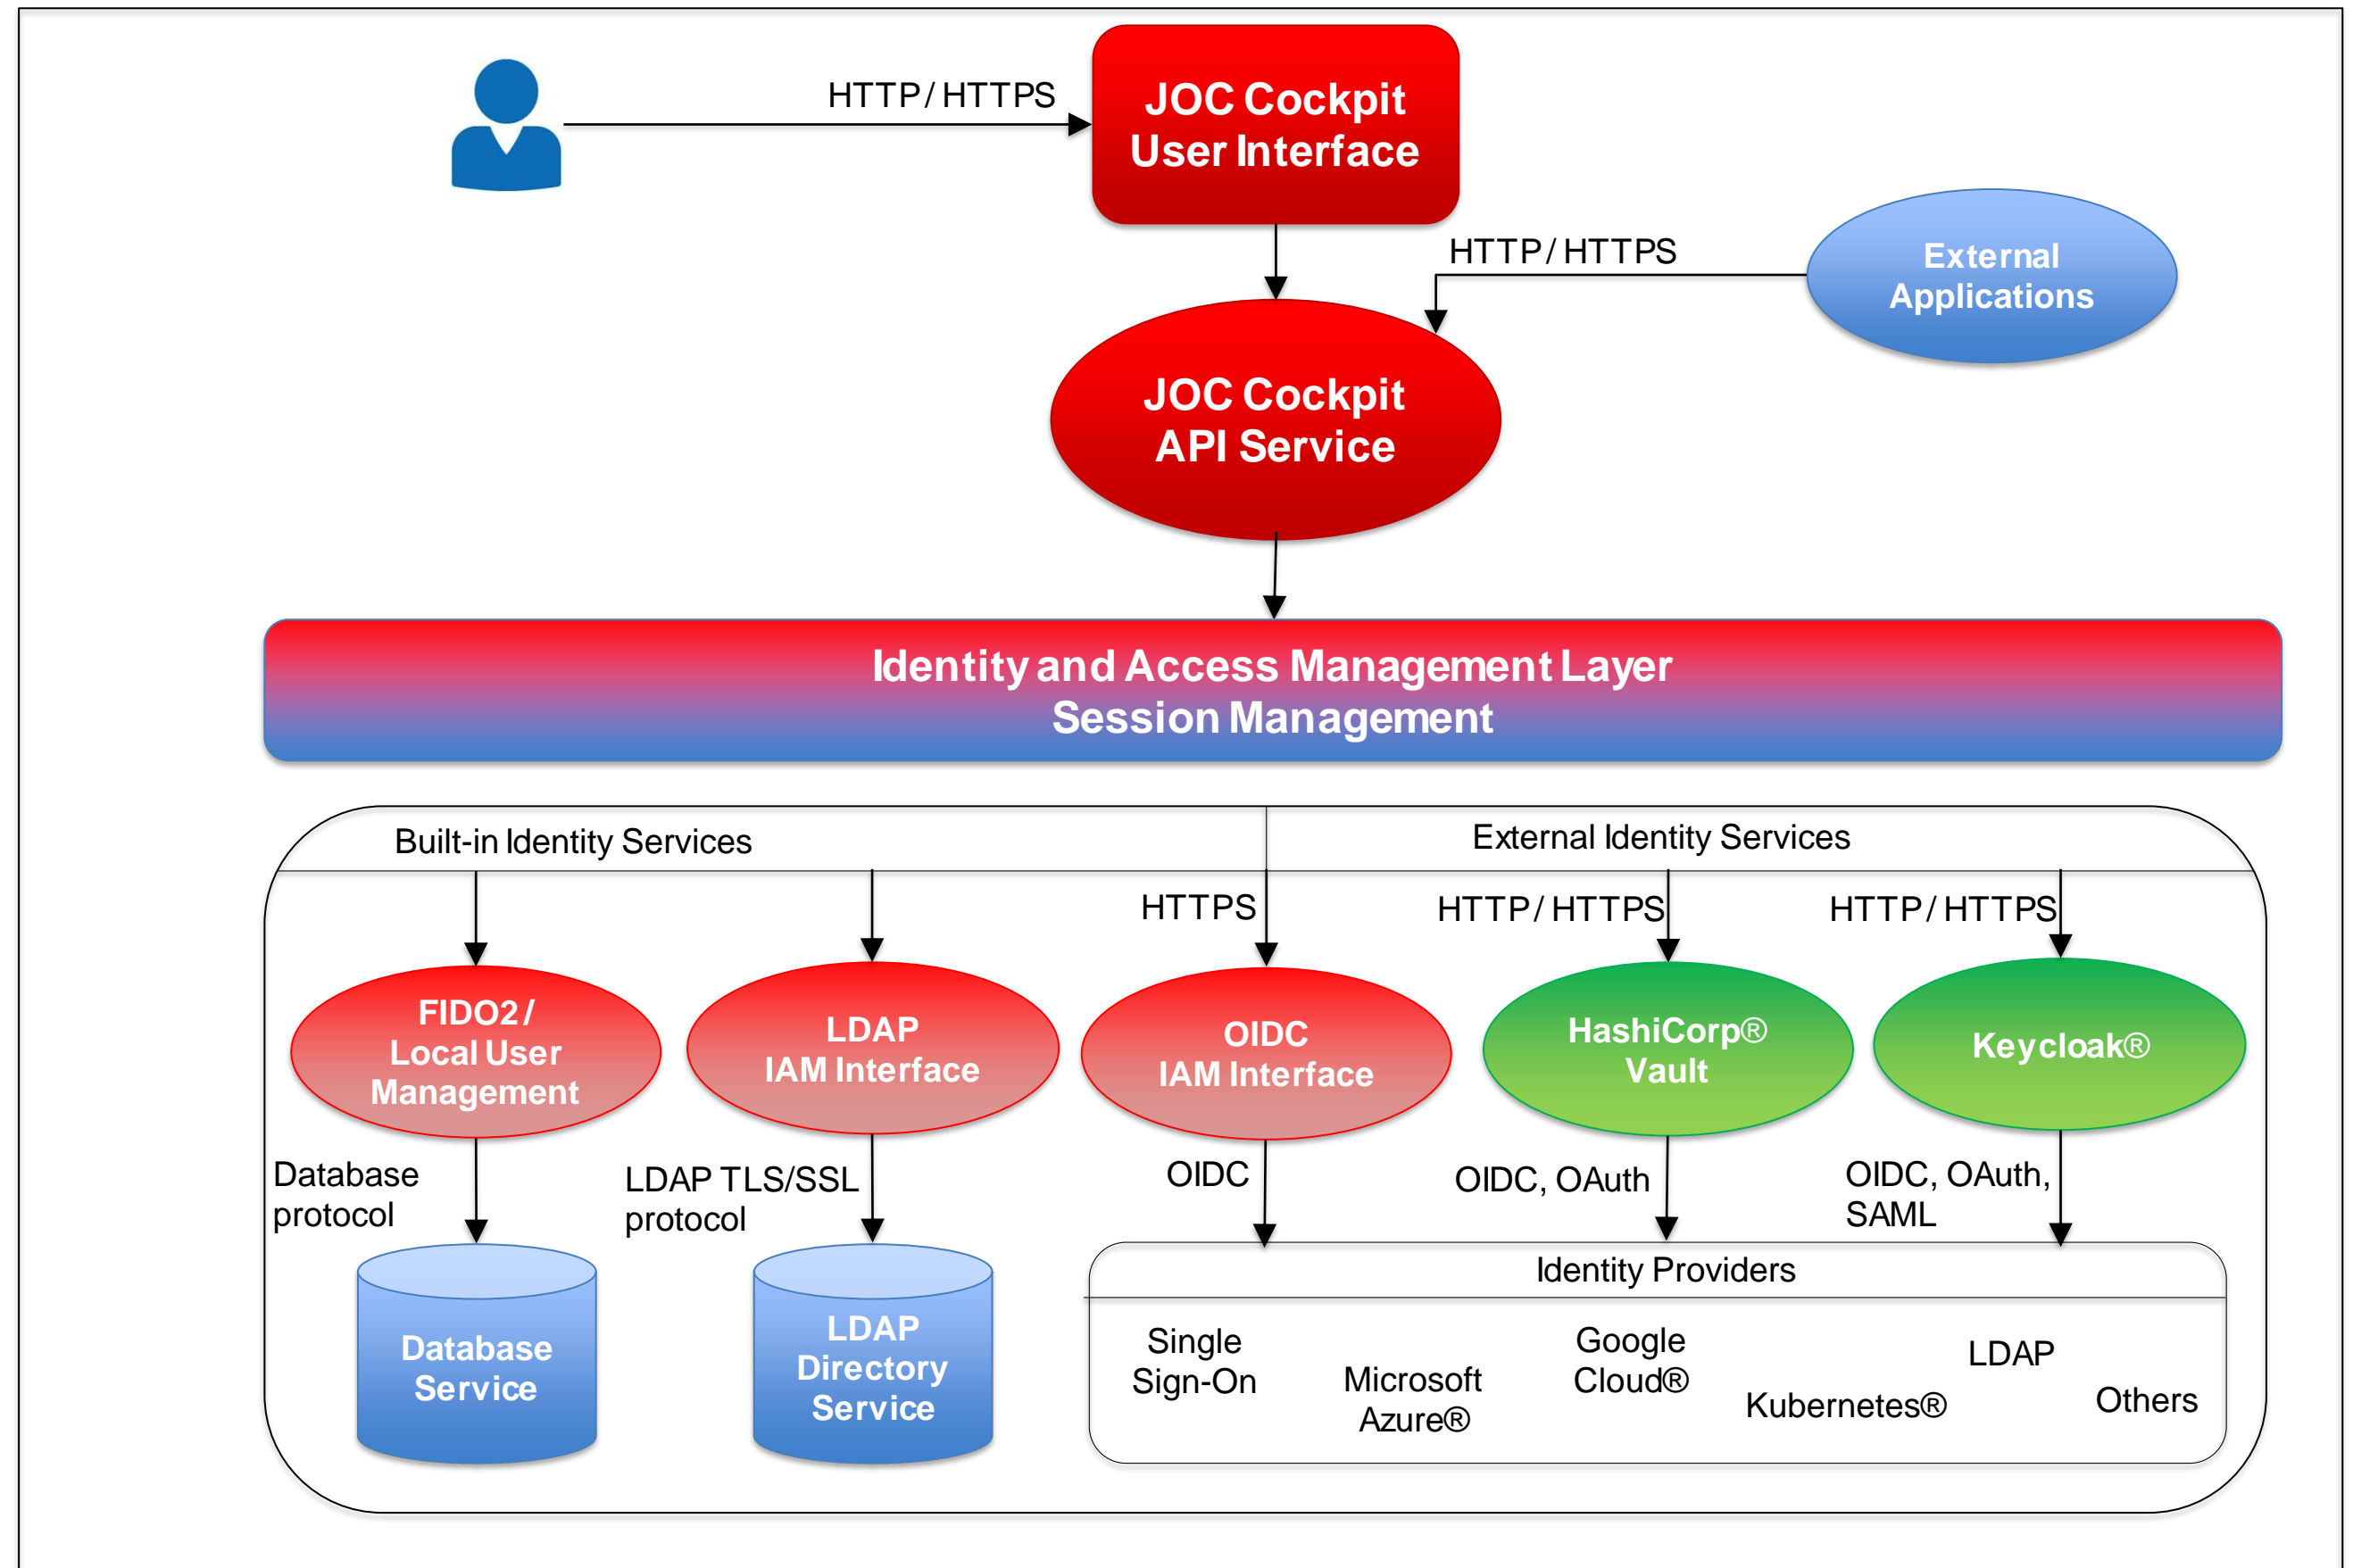 HTTP / HTTPS
JOC Cockpit
User Interface
HTTP / HTTPS
External
Applications
JOC Cockpit
API Service
Identity and Access Management Layer
Session Management
Built-in Identity Services
External Identity Services
HTTPS
HTTP / HTTPS
HTTP / HTTPS
FIDO2 /
Local User
Management
LDAP
IAM Interface
OIDC
IAM Interface
HashiCorp®
Vault
Keycloak®
Database
protocol
LDAP TLS/SSL
protocol
OIDC
OIDC, OAuth
OIDC, OAuth,
SAML
Database
Service
LDAP
Directory
Service
Identity Providers
Single
Sign-On
Microsoft
Azure®
Google
Cloud®
Kubernetes®
LDAP
Others